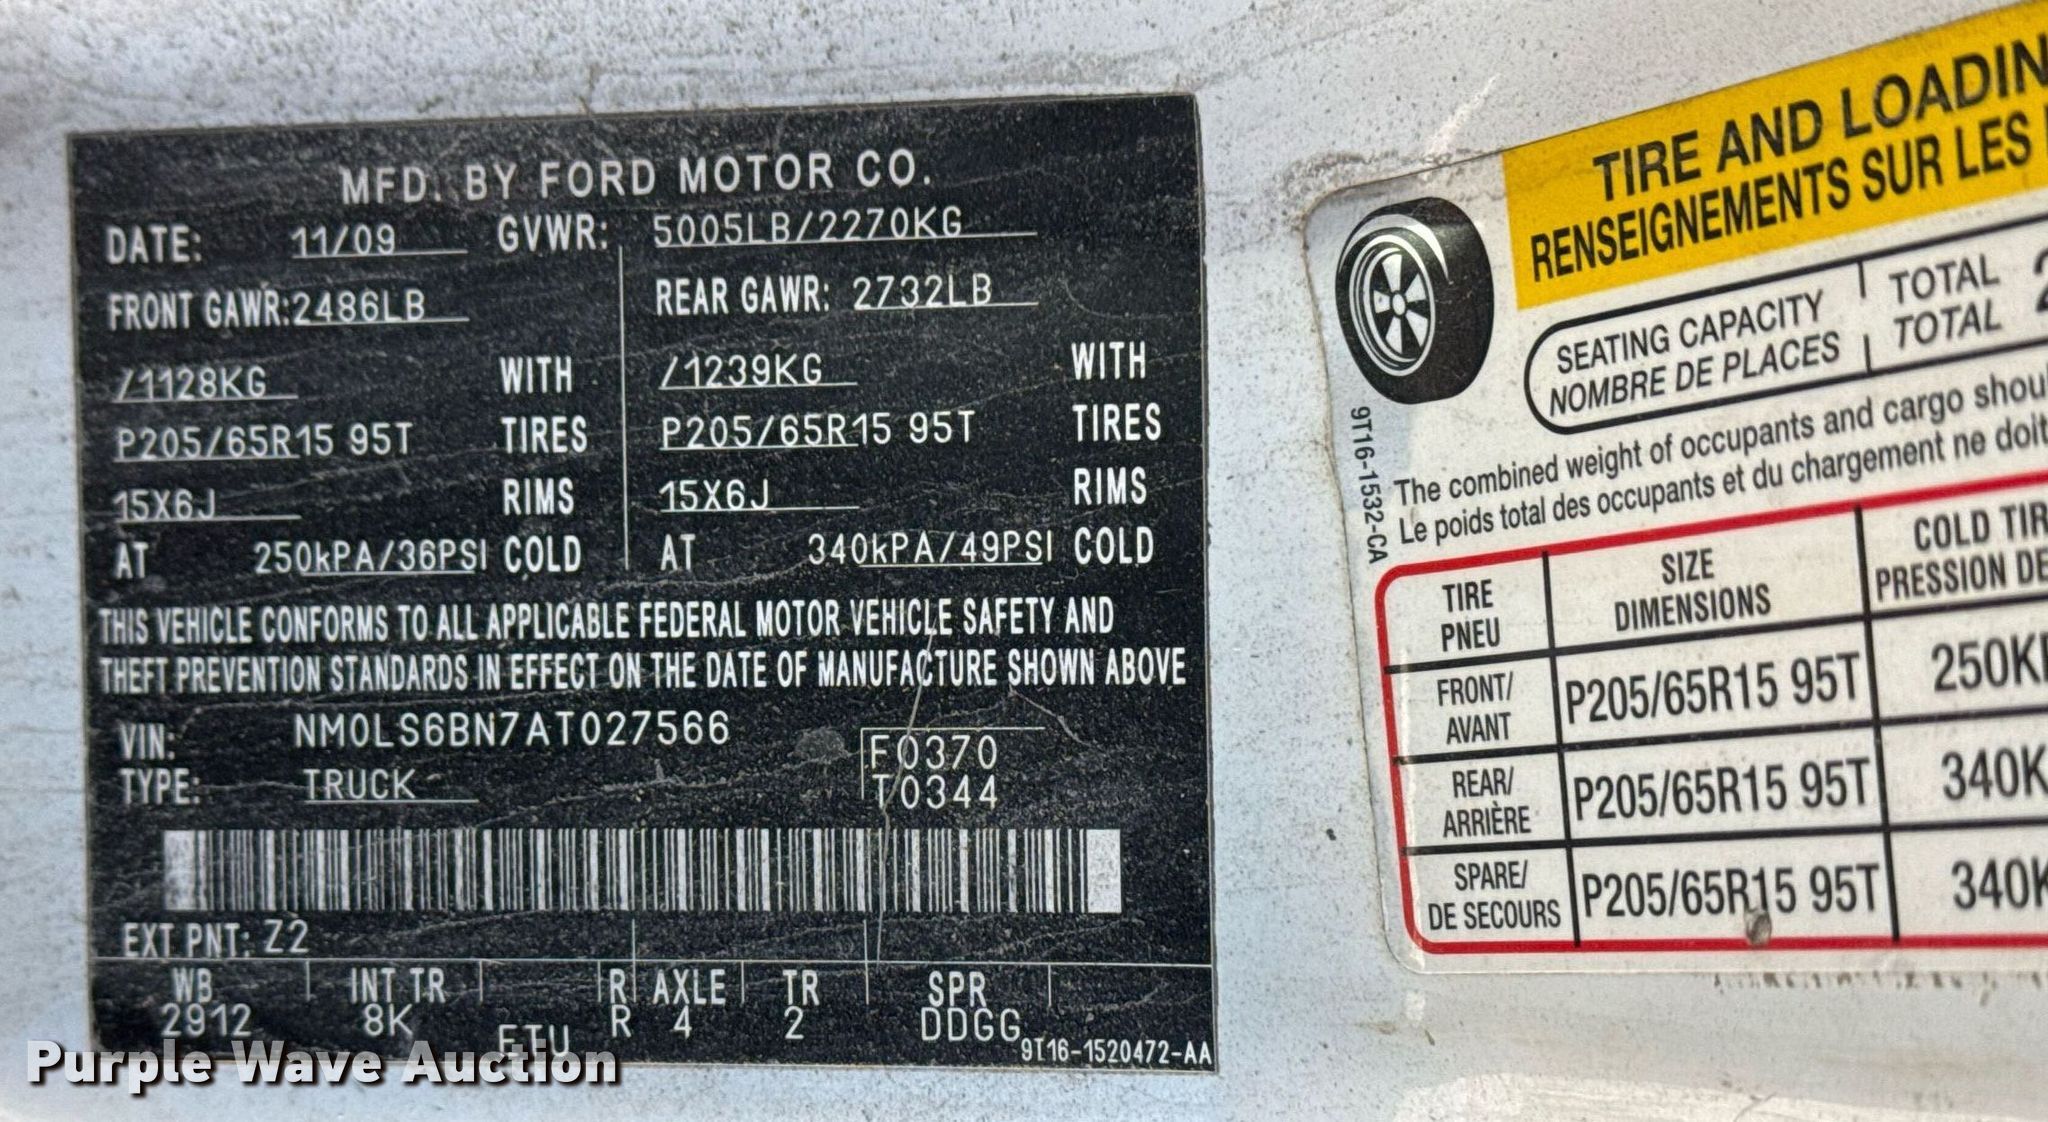 MFD. BY FORD MOTOR CO.
DATE: 11/09 GVWR: 5005LB/2270KG
FRONT GAWR:2486LB REAR GAWR: 2732LB
/1128KG WITH /1239KG WITH
P205/65R15 95T TIRES P205/65R15 95T TIRES
15X6J RIMS 15X6J RIMS
AT 250kPA/36PSI COLD AT 340kPA/49PSI COLD
THIS VEHICLE CONFORMS TO ALL APPLICABLE FEDERAL MOTOR VEHICLE SAFETY AND
THEFT PREVENTION STANDARDS IN EFFECT ON THE DATE OF MANUFACTURE SHOWN ABOVE
VIN: NM0LS6BN7AT027566
F0370
TYPE: TRUCK
T0344
EXT PNT: Z2
WB INT TR R AXLE TR SPR
2912 8K R 4 2 DDGG
ETU
9T16-1520472-AA
TIRE AND LOADIN
RENSEIGNEMENTS SUR LES
SEATING CAPACITY TOTAL 2
NOMBRE DE PLACES TOTAL
The combined weight of occupants and cargo shou
Le poids total des occupants et du chargement ne doit
9T16-1532-CA
TIRE SIZE COLD TIR
PNEU DIMENSIONS PRESSION DE
FRONT/ P205/65R15 95T 250K
AVANT
REAR/ P205/65R15 95T 340K
ARRIÈRE
SPARE/ P205/65R15 95T 340K
DE SECOURS
Purple Wave Auction